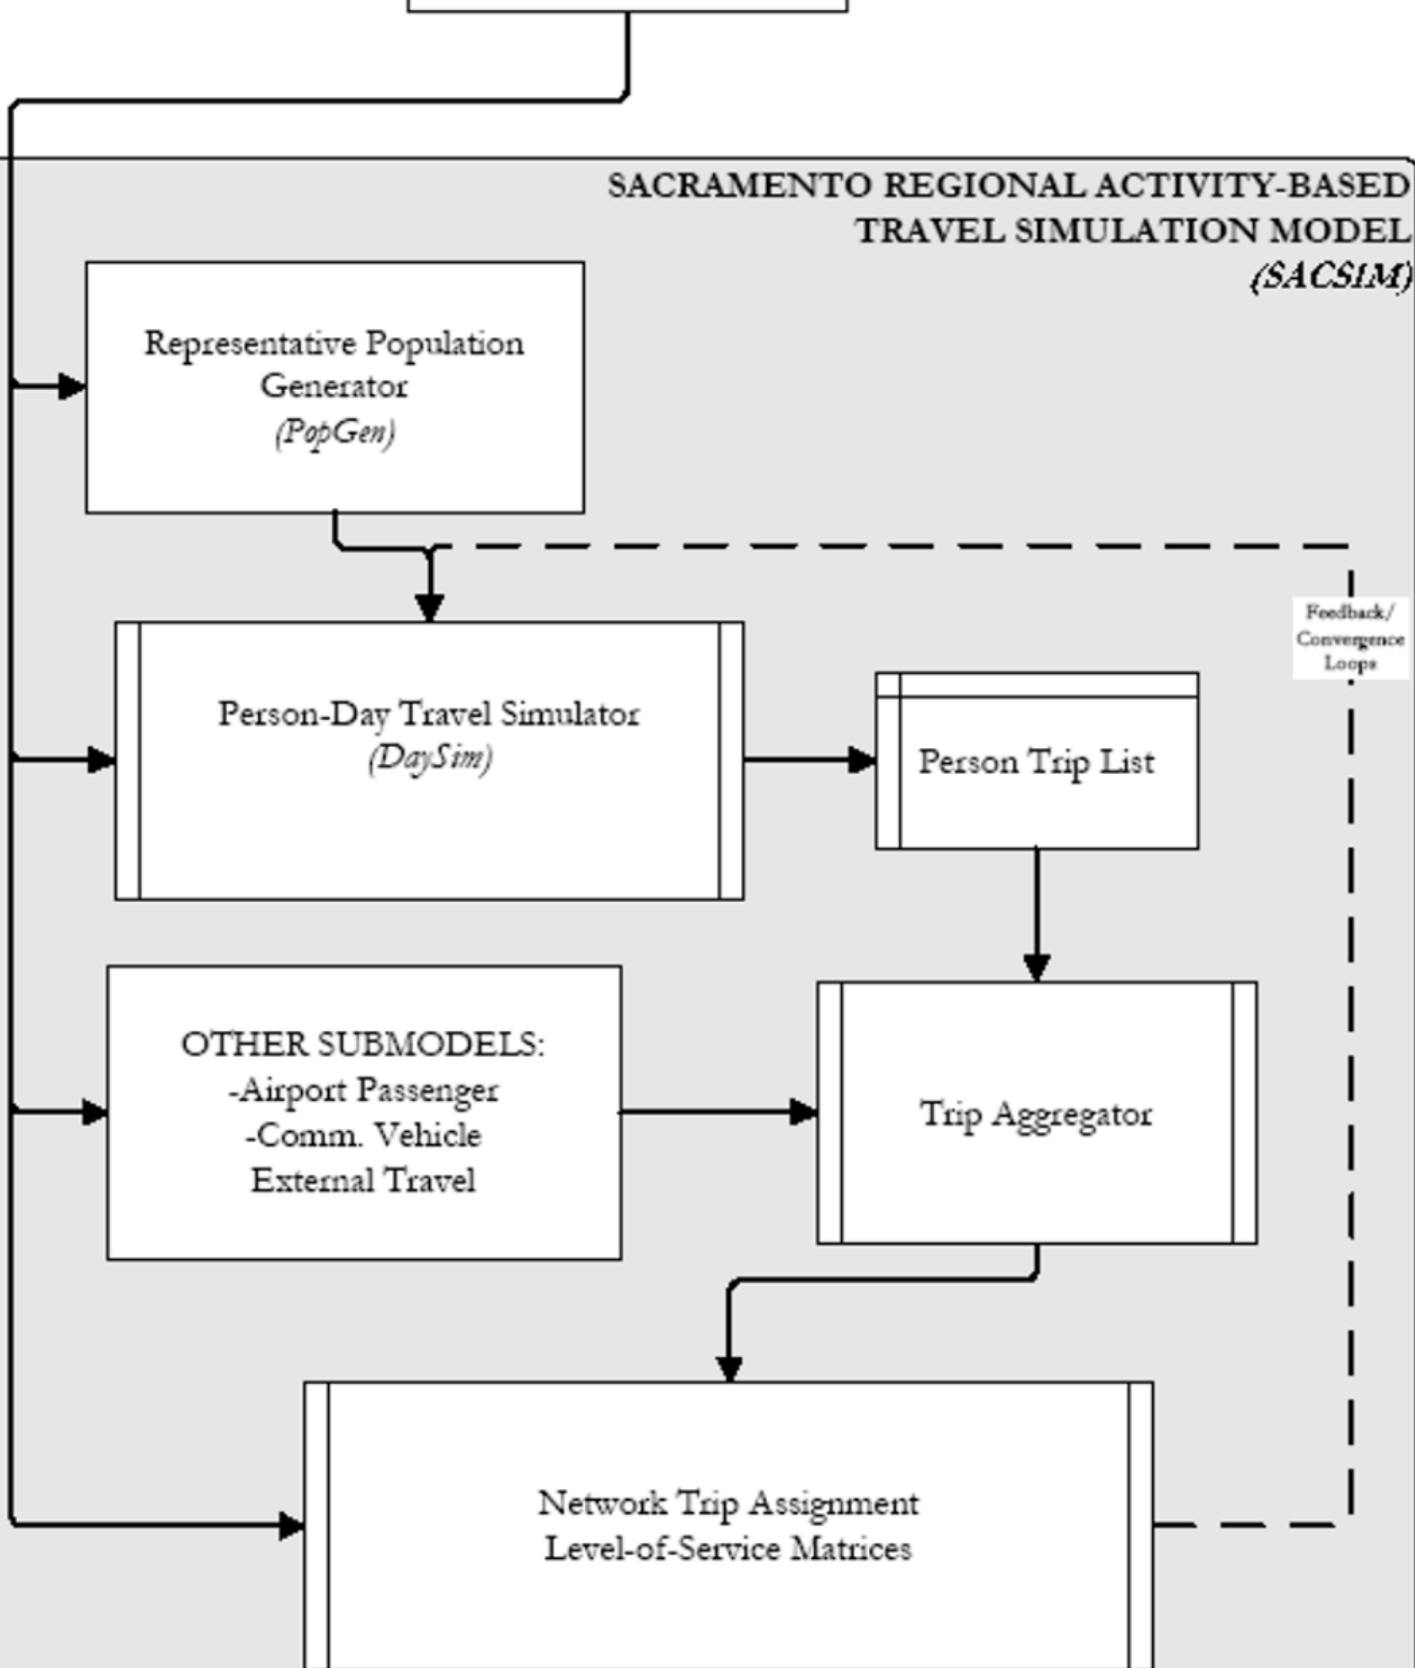 SACRAMENTO REGIONAL ACTIVITY-BASED
TRAVEL SIMULATION MODEL
(SACSIM)
Representative Population
Generator
(PopGen)
Feedback/
Convergence
Loops
Person-Day Travel Simulator
(DaySim)
Person Trip List
OTHER SUBMODELS:
-Airport Passenger
-Comm. Vehicle
External Travel
Trip Aggregator
Network Trip Assignment
Level-of-Service Matrices